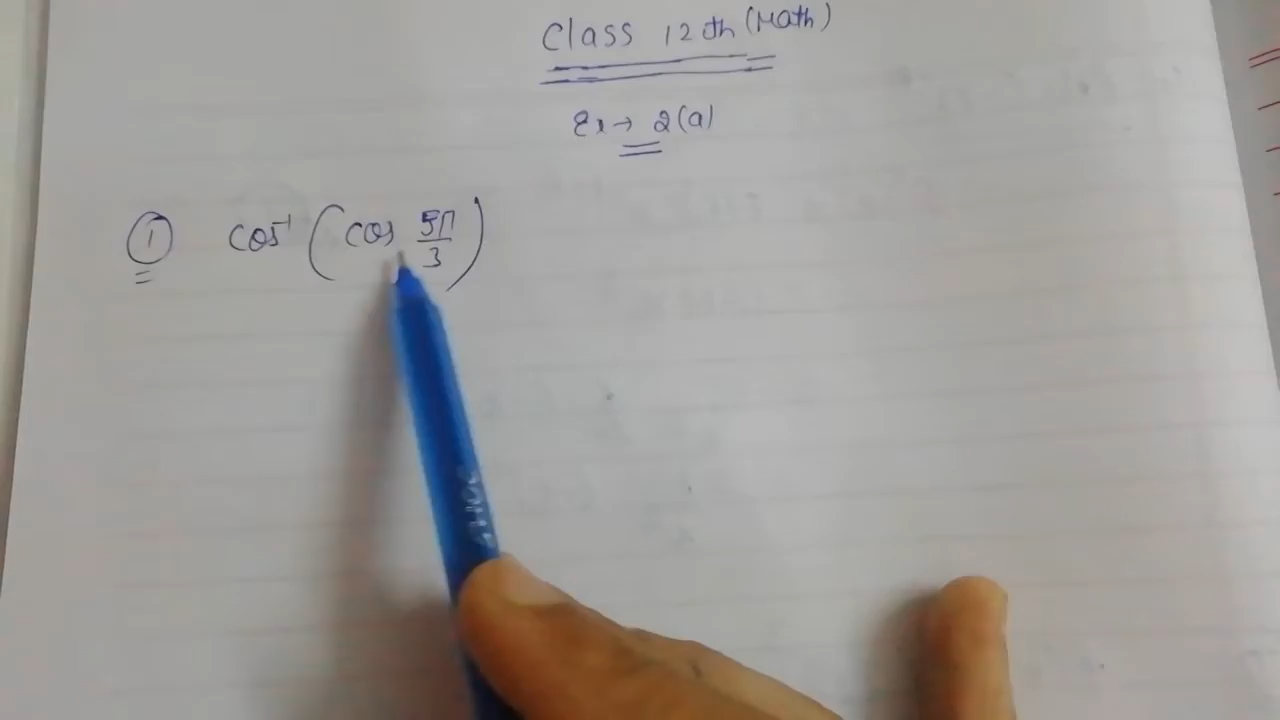 Class 12th (Math)
Ex → 2(a)
① cos⁻¹ (cos 5π/3)